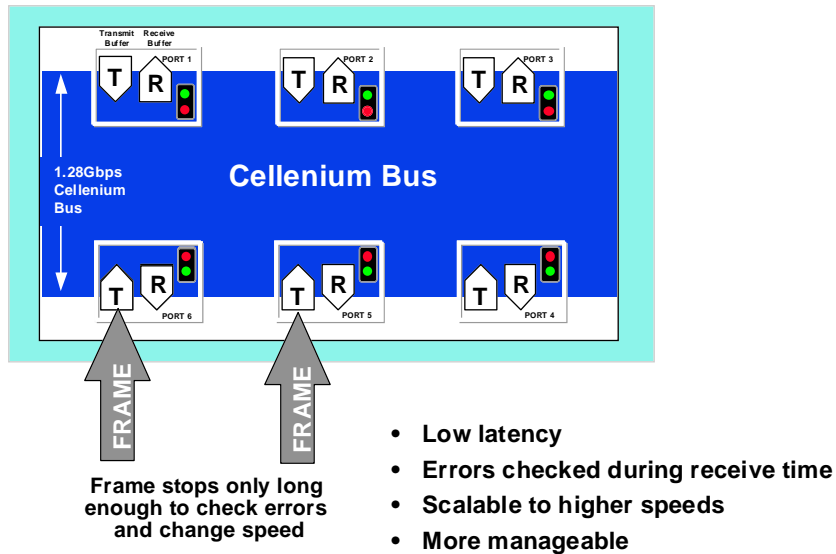 Transmit Buffer
Receive Buffer
PORT 1
T
R
PORT 2
T
R
PORT 3
T
R
1.28Gbps
Cellenium
Bus
Cellenium Bus
T
R
PORT 6
T
R
PORT 5
T
R
PORT 4
FRAME
FRAME
Frame stops only long
enough to check errors
and change speed
• Low latency
• Errors checked during receive time
• Scalable to higher speeds
• More manageable